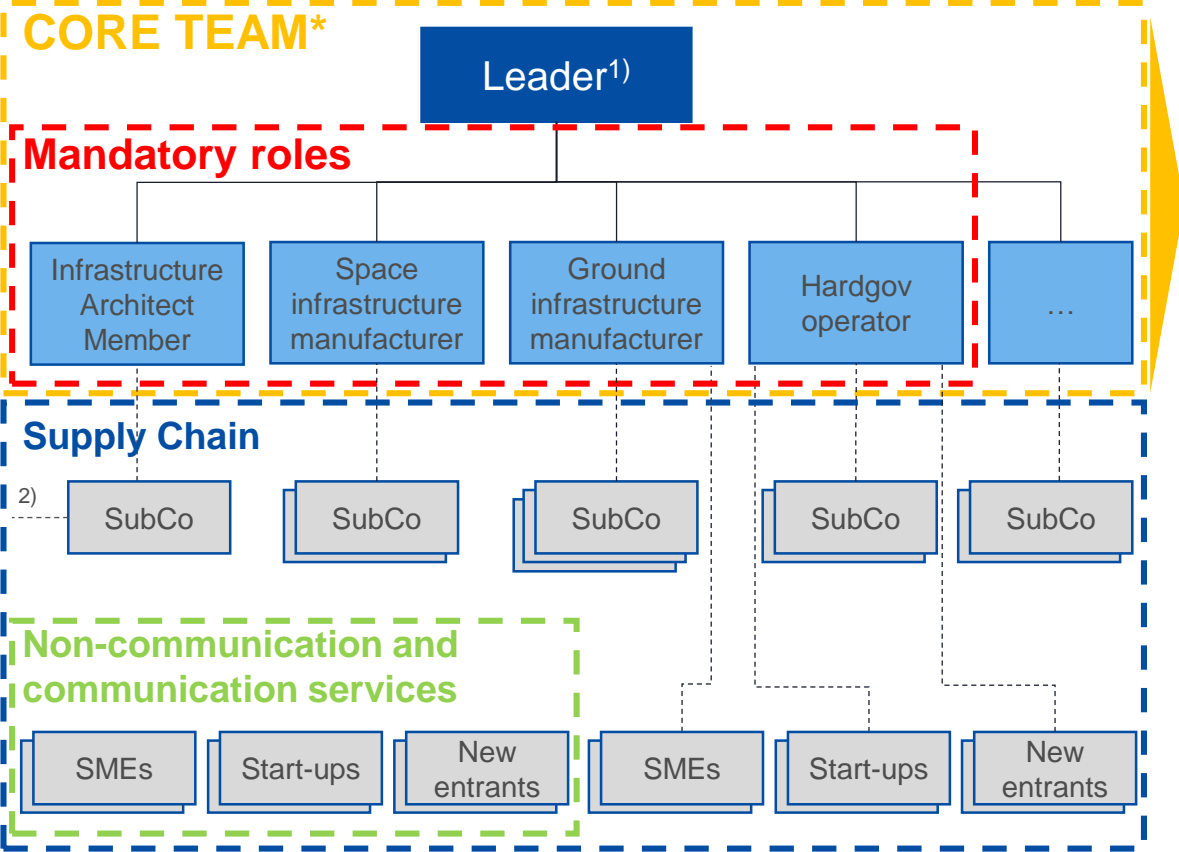 CORE TEAM*
Leader1)
Mandatory roles
Infrastructure
Architect
Member
Space
infrastructure
manufacturer
Ground
infrastructure
manufacturer
Hardgov
operator
…
Supply Chain
2)
SubCo
SubCo
SubCo
SubCo
SubCo
Non-communication and
communication services
SMEs
Start-ups
New
entrants
SMEs
Start-ups
New
entrants